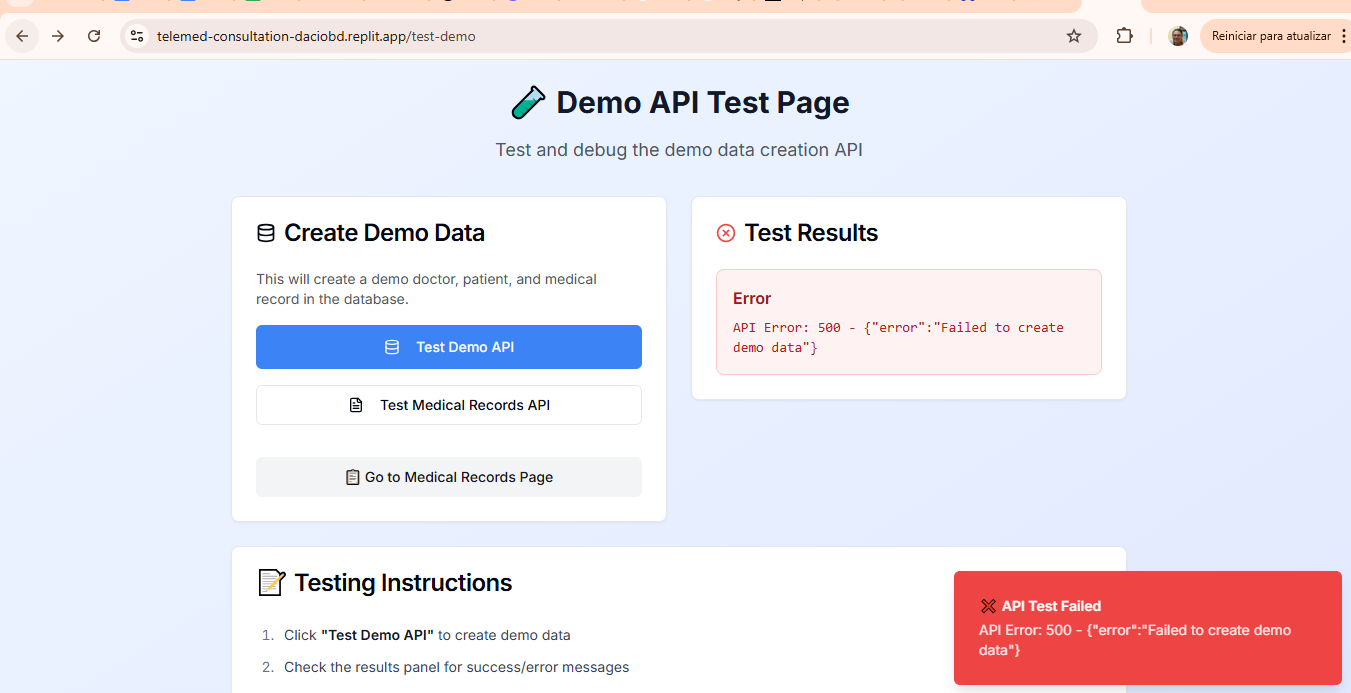 telemed-consultation-daciobd.replit.app/test-demo
Reiniciar para atualizar
Demo API Test Page
Test and debug the demo data creation API
Create Demo Data
This will create a demo doctor, patient, and medical
record in the database.
Test Demo API
Test Medical Records API
Go to Medical Records Page
Test Results
Error
API Error: 500 - {"error":"Failed to create
demo data"}
Testing Instructions
1. Click "Test Demo API" to create demo data
2. Check the results panel for success/error messages
API Test Failed
API Error: 500 - {"error":"Failed to create demo
data"}